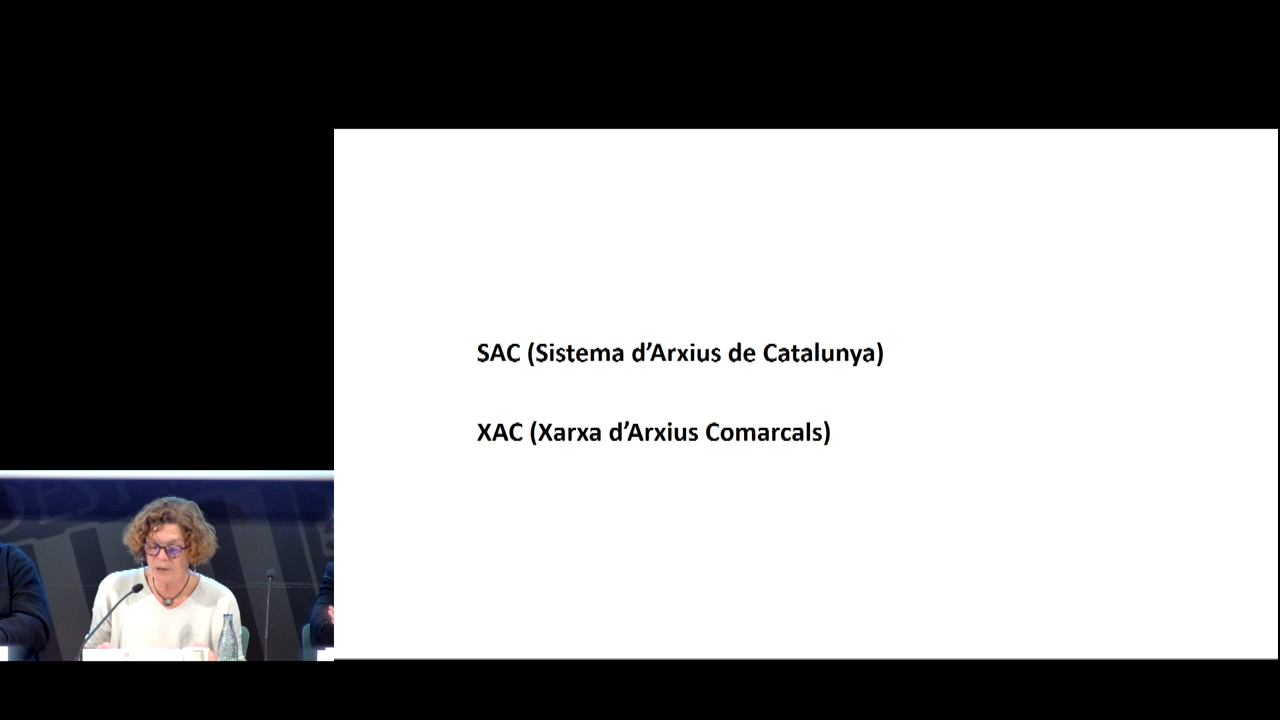 SAC (Sistema d’Arxius de Catalunya)
XAC (Xarxa d’Arxius Comarcals)